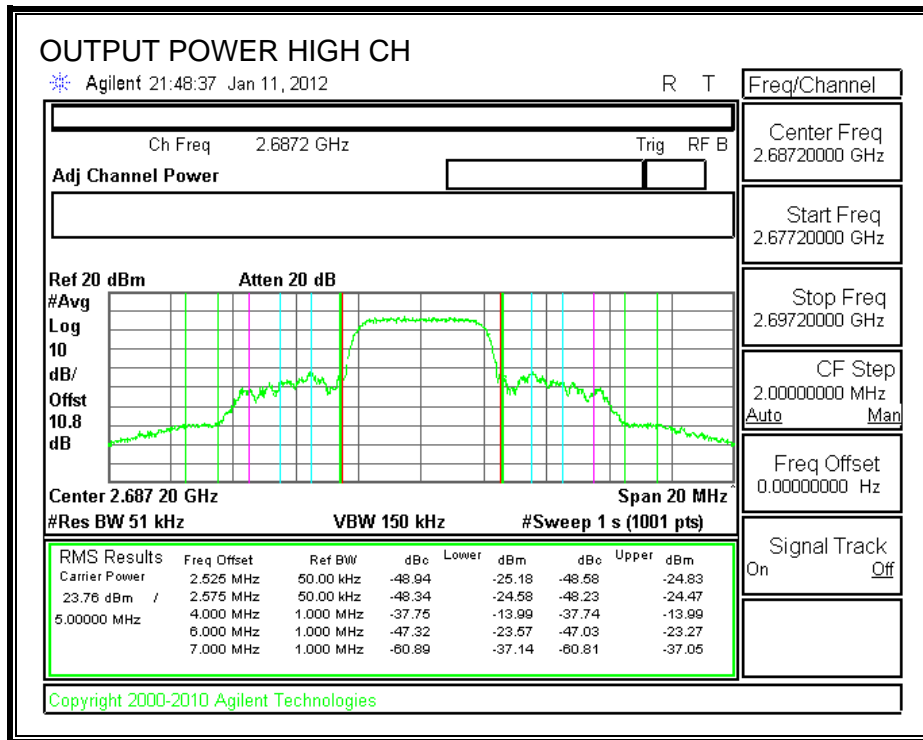 OUTPUT POWER HIGH CH
Agilent 21:48:37 Jan 11, 2012 R T
Ch Freq 2.6872 GHz Trig RF B
Adj Channel Power
Ref 20 dBm Atten 20 dB
#Avg
Log
10
dB/
Offst
10.8
dB
Center 2.687 20 GHz Span 20 MHz^
#Res BW 51 kHz VBW 150 kHz #Sweep 1 s (1001 pts)
RMS Results Freq Offset Ref BW dBc Lower dBm dBc Upper dBm
Carrier Power 2.525 MHz 50.00 kHz -48.94 -25.18 -48.58 -24.83
23.76 dBm / 2.575 MHz 50.00 kHz -48.34 -24.58 -48.23 -24.47
5.00000 MHz 4.000 MHz 1.000 MHz -37.75 -13.99 -37.74 -13.99
6.000 MHz 1.000 MHz -47.32 -23.57 -47.03 -23.27
7.000 MHz 1.000 MHz -60.89 -37.14 -60.81 -37.05
Copyright 2000-2010 Agilent Technologies
Freq/Channel
Center Freq
2.68720000 GHz
Start Freq
2.67720000 GHz
Stop Freq
2.69720000 GHz
CF Step
2.00000000 MHz
Auto Man
Freq Offset
0.00000000 Hz
Signal Track
On Off